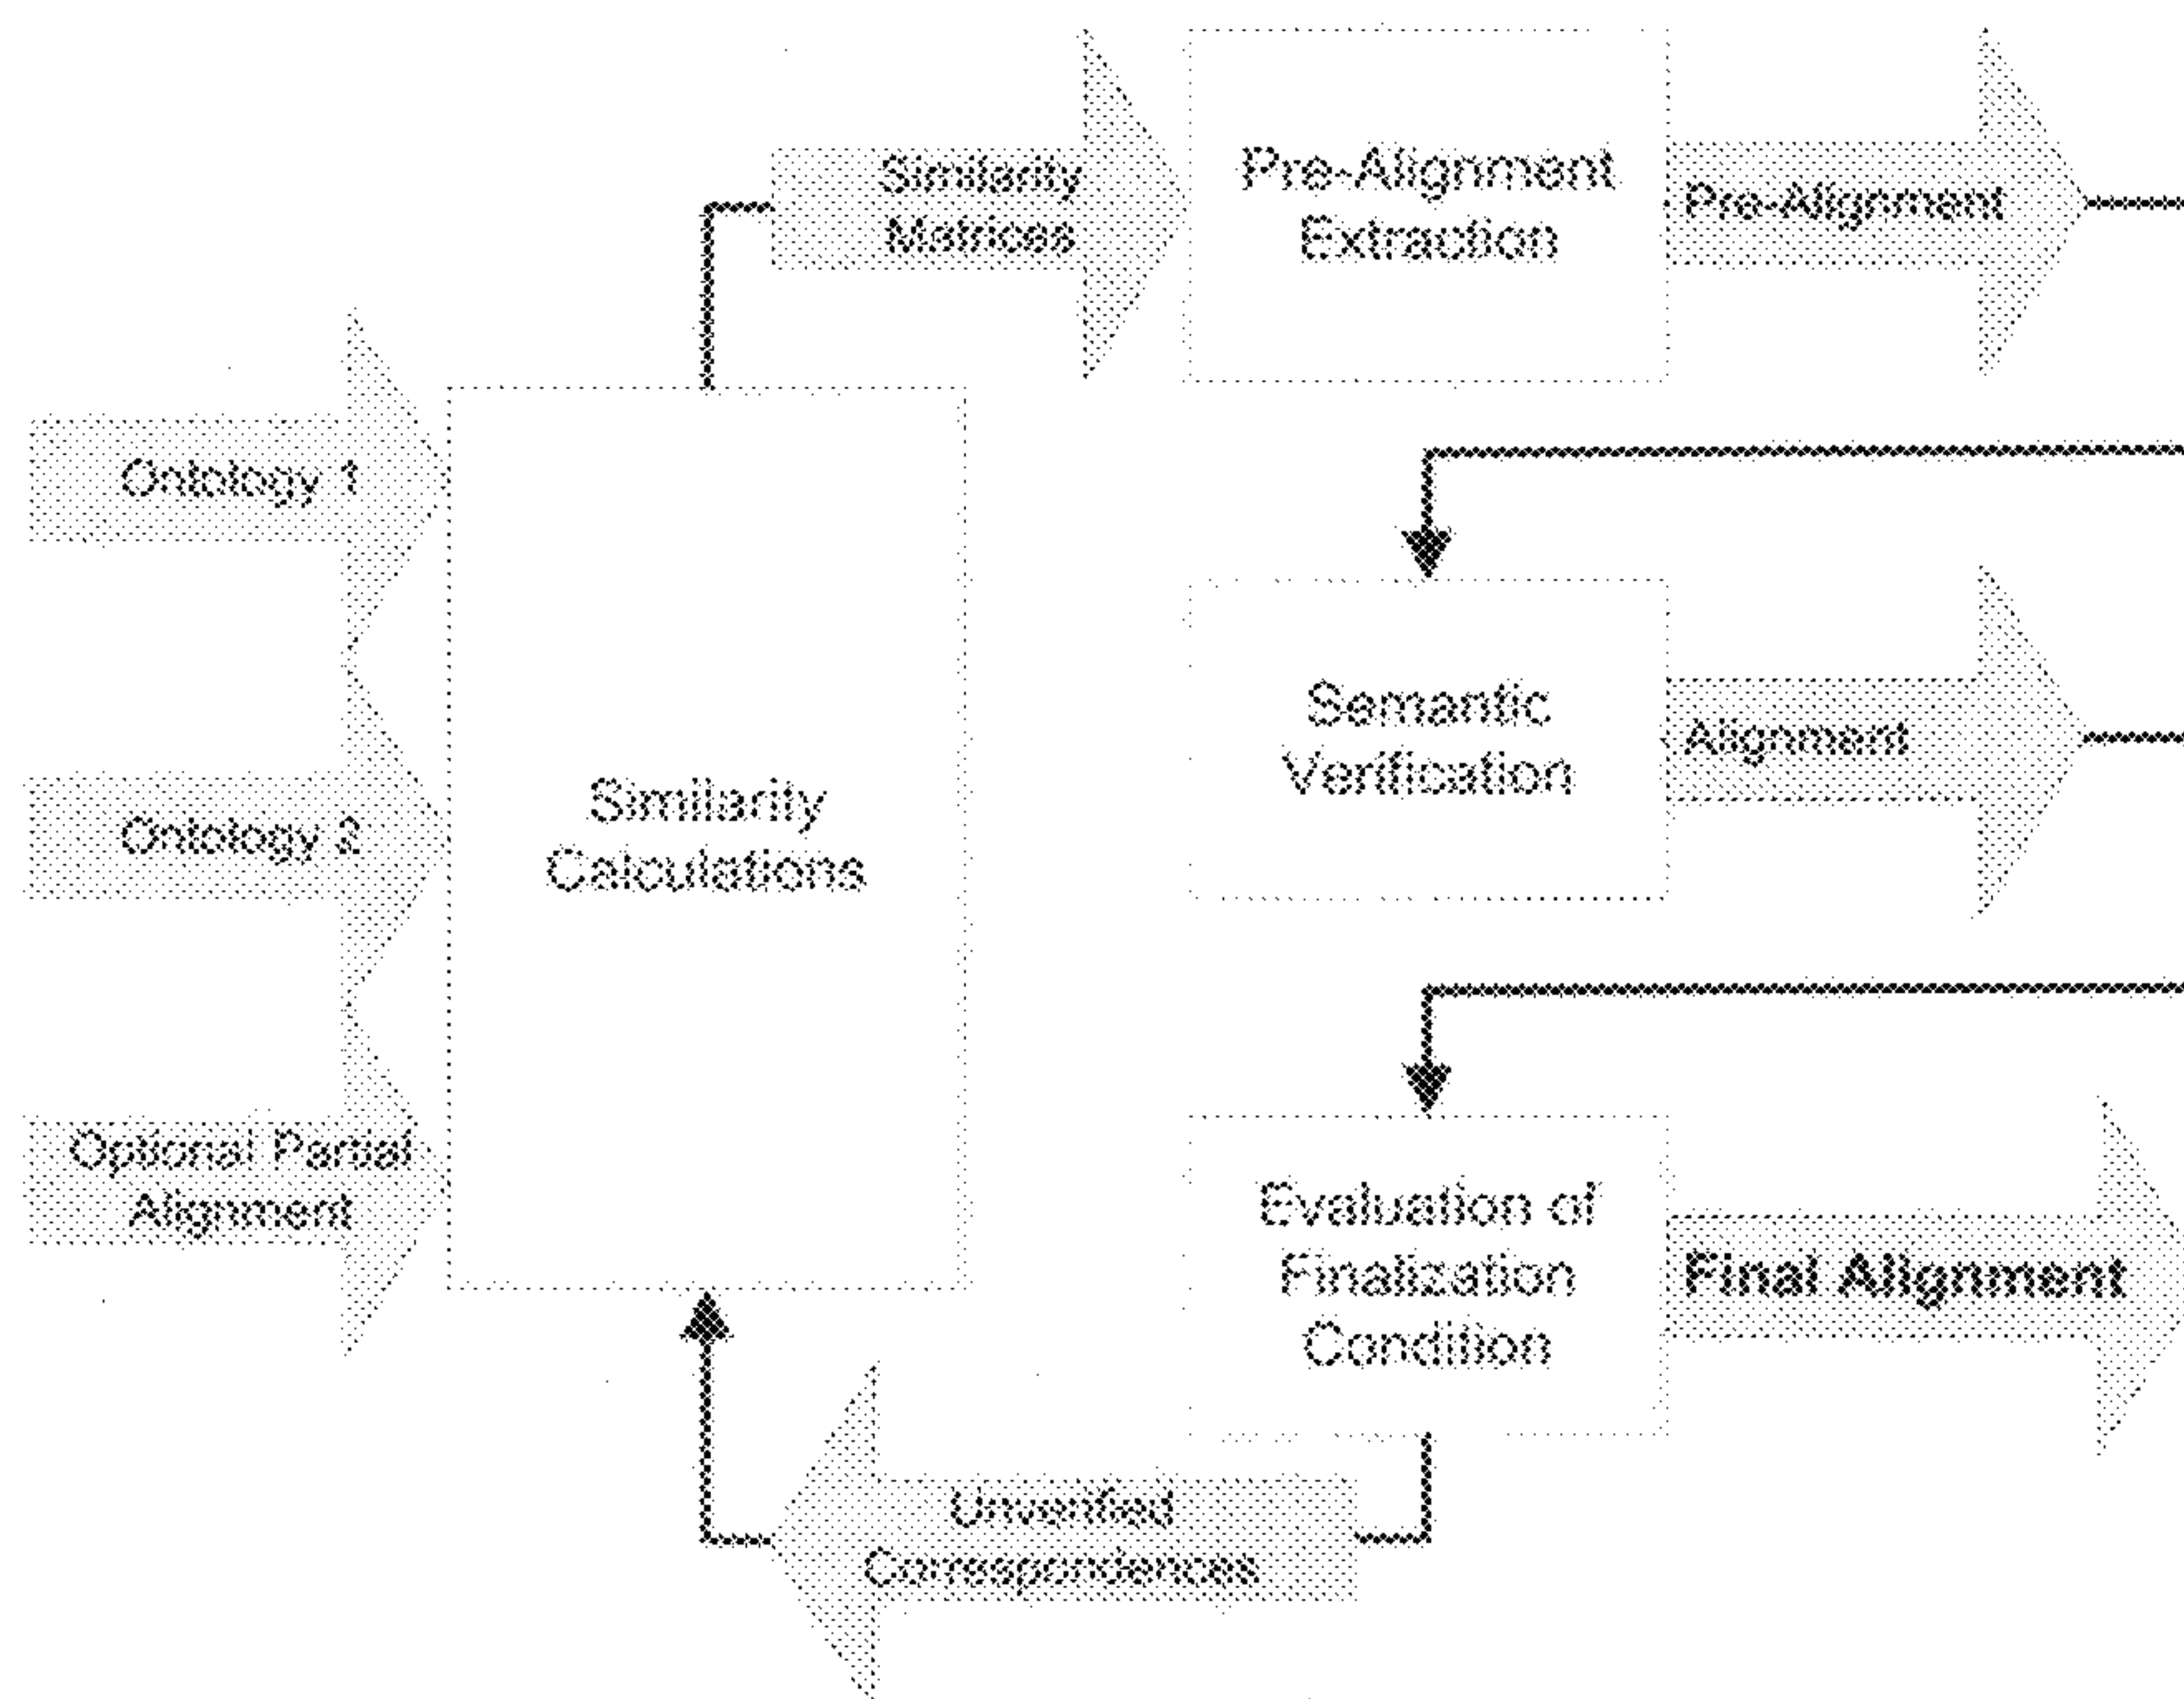 Similarity
Matrices
Pre-Alignment
Extraction
Pre-Alignment
Ontology 1
Ontology 2
Optional Partial
Alignment
Similarity
Calculations
Semantic
Verification
Alignment
Evaluation of
Finalization
Condition
Final Alignment
Unverified
Correspondences